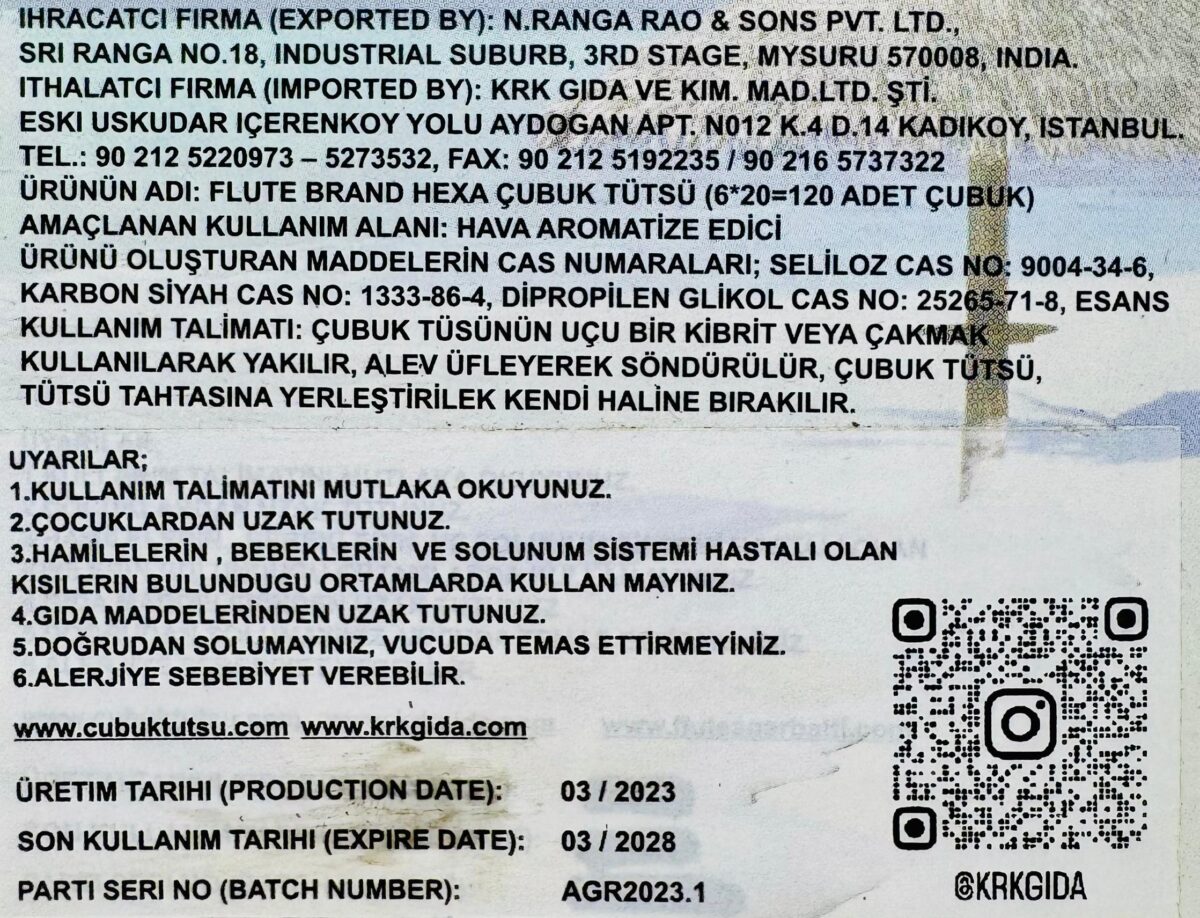 IHRACATCI FIRMA (EXPORTED BY): N.RANGA RAO & SONS PVT. LTD.,
SRI RANGA NO.18, INDUSTRIAL SUBURB, 3RD STAGE, MYSURU 570008, INDIA.
ITHALATCI FIRMA (IMPORTED BY): KRK GIDA VE KIM. MAD.LTD. ŞTİ.
ESKI USKUDAR IÇERENKOY YOLU AYDOGAN APT. N012 K.4 D.14 KADIKOY, ISTANBUL.
TEL.: 90 212 5220973 – 5273532, FAX: 90 212 5192235 / 90 216 5737322
ÜRÜNÜN ADI: FLUTE BRAND HEXA ÇUBUK TÜTSÜ (6*20=120 ADET ÇUBUK)
AMAÇLANAN KULLANIM ALANI: HAVA AROMATİZE EDİCİ
ÜRÜNÜ OLUŞTURAN MADDELERİN CAS NUMARALARI; SELİLOZ CAS NO: 9004-34-6,
KARBON SİYAH CAS NO: 1333-86-4, DİPROPİLEN GLİKOL CAS NO: 25265-71-8, ESANS
KULLANIM TALİMATI: ÇUBUK TÜSÜNÜN UÇU BİR KİBRİT VEYA ÇAKMAK
KULLANILARAK YAKILIR, ALEV ÜFLEYEREK SÖNDÜRÜLÜR, ÇUBUK TÜTSÜ,
TÜTSÜ TAHTASINA YERLEŞTİRİLEK KENDİ HALİNE BIRAKILIR.
UYARILAR;
1.KULLANIM TALİMATINI MUTLAKA OKUYUNUZ.
2.ÇOCUKLARDAN UZAK TUTUNUZ.
3.HAMİLELERİN , BEBEKLERİN VE SOLUNUM SİSTEMİ HASTALI OLAN
KISILERIN BULUNDUGU ORTAMLARDA KULLAN MAYINIZ.
4.GIDA MADDELERİNDEN UZAK TUTUNUZ.
5.DOĞRUDAN SOLUMAYINIZ, VUCUDA TEMAS ETTİRMEYİNİZ.
6.ALERJİYE SEBEBİYET VEREBİLİR.
www.cubuktutsu.com www.krkgida.com
ÜRETIM TARIHI (PRODUCTION DATE): 03 / 2023
SON KULLANIM TARIHI (EXPIRE DATE): 03 / 2028
PARTI SERI NO (BATCH NUMBER): AGR2023.1
@KRKGIDA